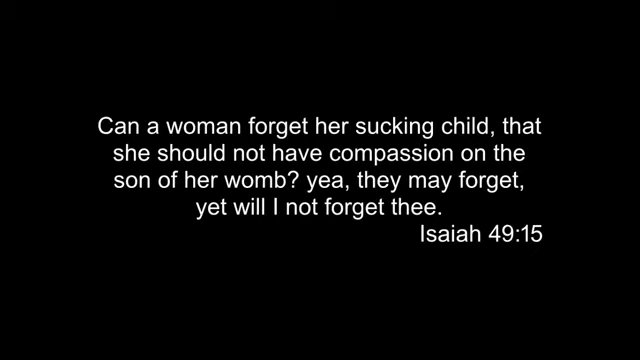 Can a woman forget her sucking child, that
she should not have compassion on the
son of her womb? yea, they may forget,
yet will I not forget thee.
Isaiah 49:15